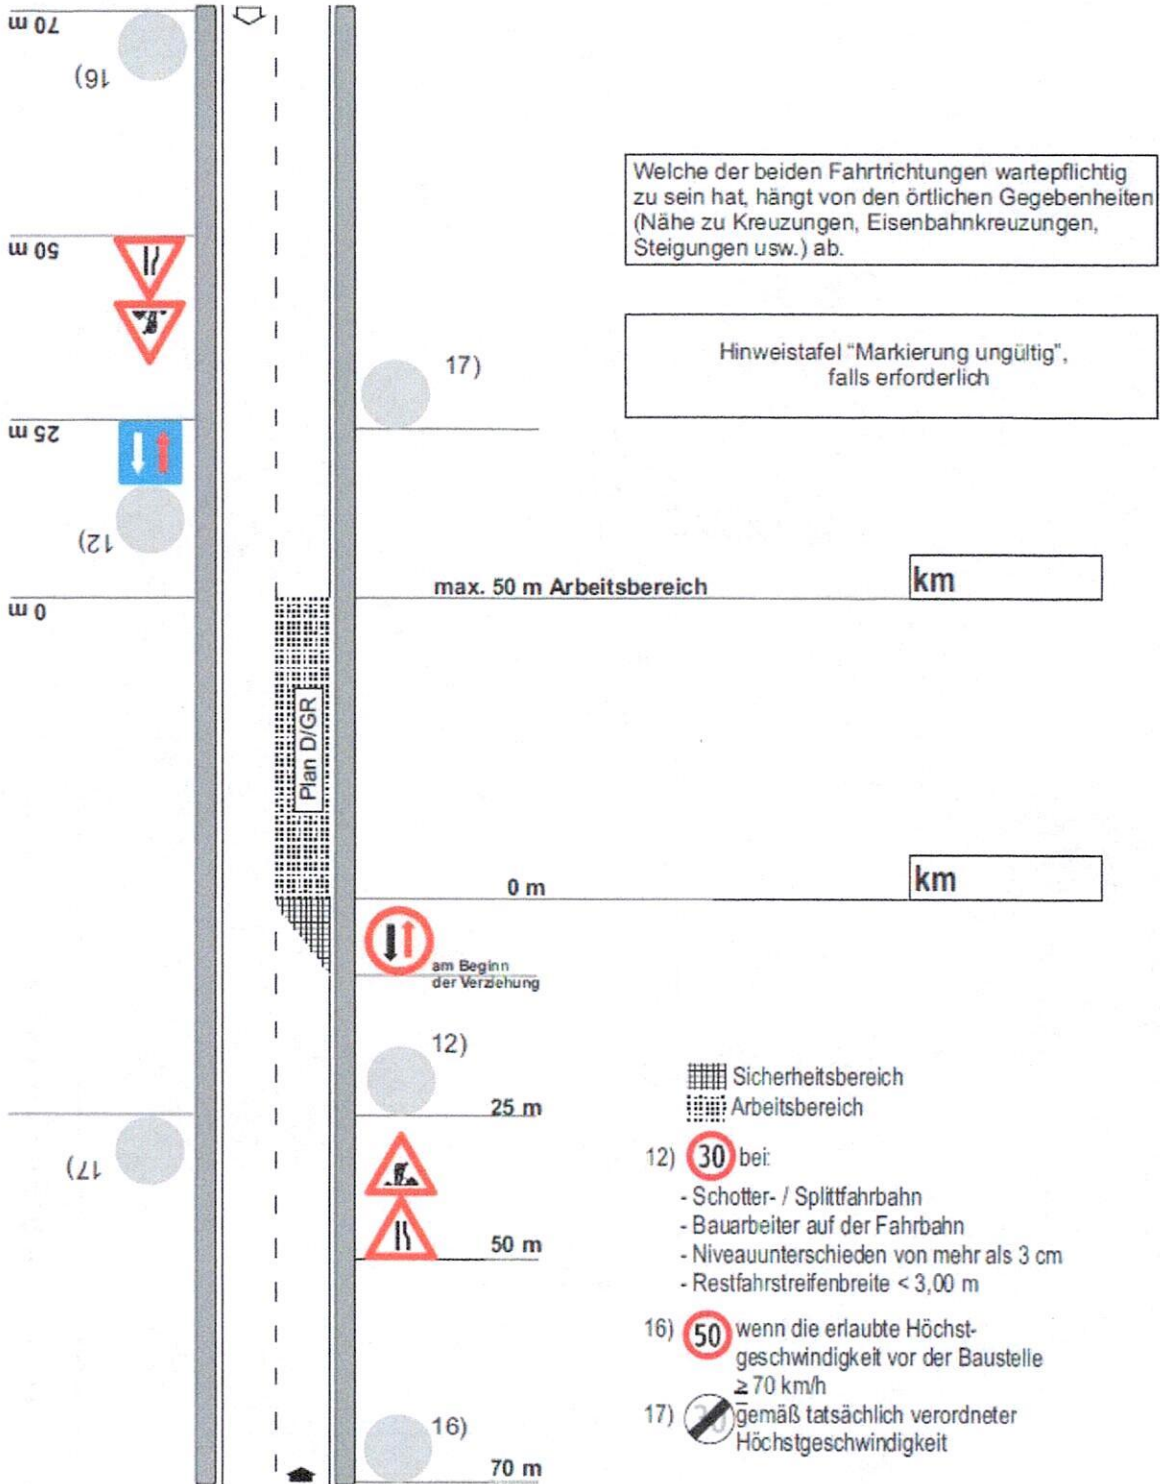 70 m
16)
50 m
25 m
12)
0 m
17)
17)
Welche der beiden Fahrtrichtungen wartepflichtig
zu sein hat, hängt von den örtlichen Gegebenheiten
(Nähe zu Kreuzungen, Eisenbahnkreuzungen,
Steigungen usw.) ab.
Hinweistafel "Markierung ungültig",
falls erforderlich
max. 50 m Arbeitsbereich
km
Plan D/GR
0 m
km
am Beginn
der Verziehung
12)
25 m
50 m
16)
70 m
Sicherheitsbereich
Arbeitsbereich
12) 30 bei:
- Schotter- / Splittfahrbahn
- Bauarbeiter auf der Fahrbahn
- Niveauunterschieden von mehr als 3 cm
- Restfahrstreifenbreite < 3,00 m
16) 50 wenn die erlaubte Höchst-
geschwindigkeit vor der Baustelle
≥ 70 km/h
17) 30 gemäß tatsächlich verordneter
Höchstgeschwindigkeit